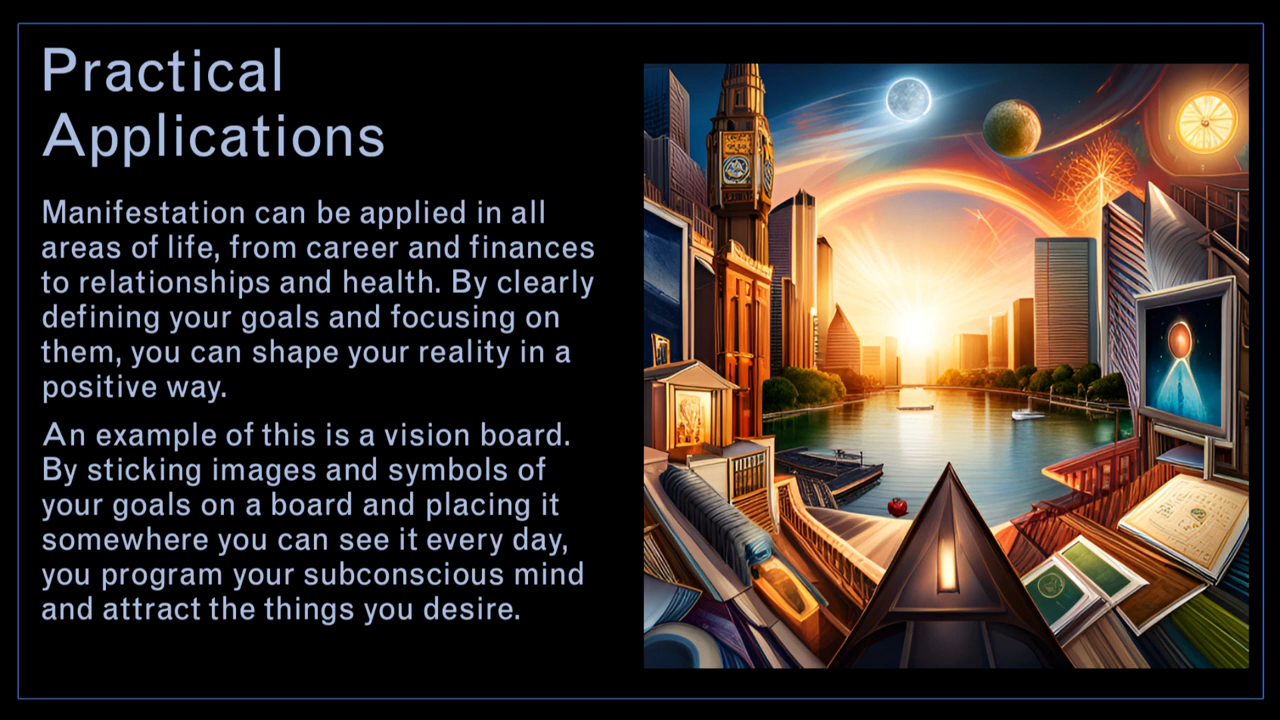 Practical
Applications
Manifestation can be applied in all
areas of life, from career and finances
to relationships and health. By clearly
defining your goals and focusing on
them, you can shape your reality in a
positive way.
An example of this is a vision board.
By sticking images and symbols of
your goals on a board and placing it
somewhere you can see it every day,
you program your subconscious mind
and attract the things you desire.